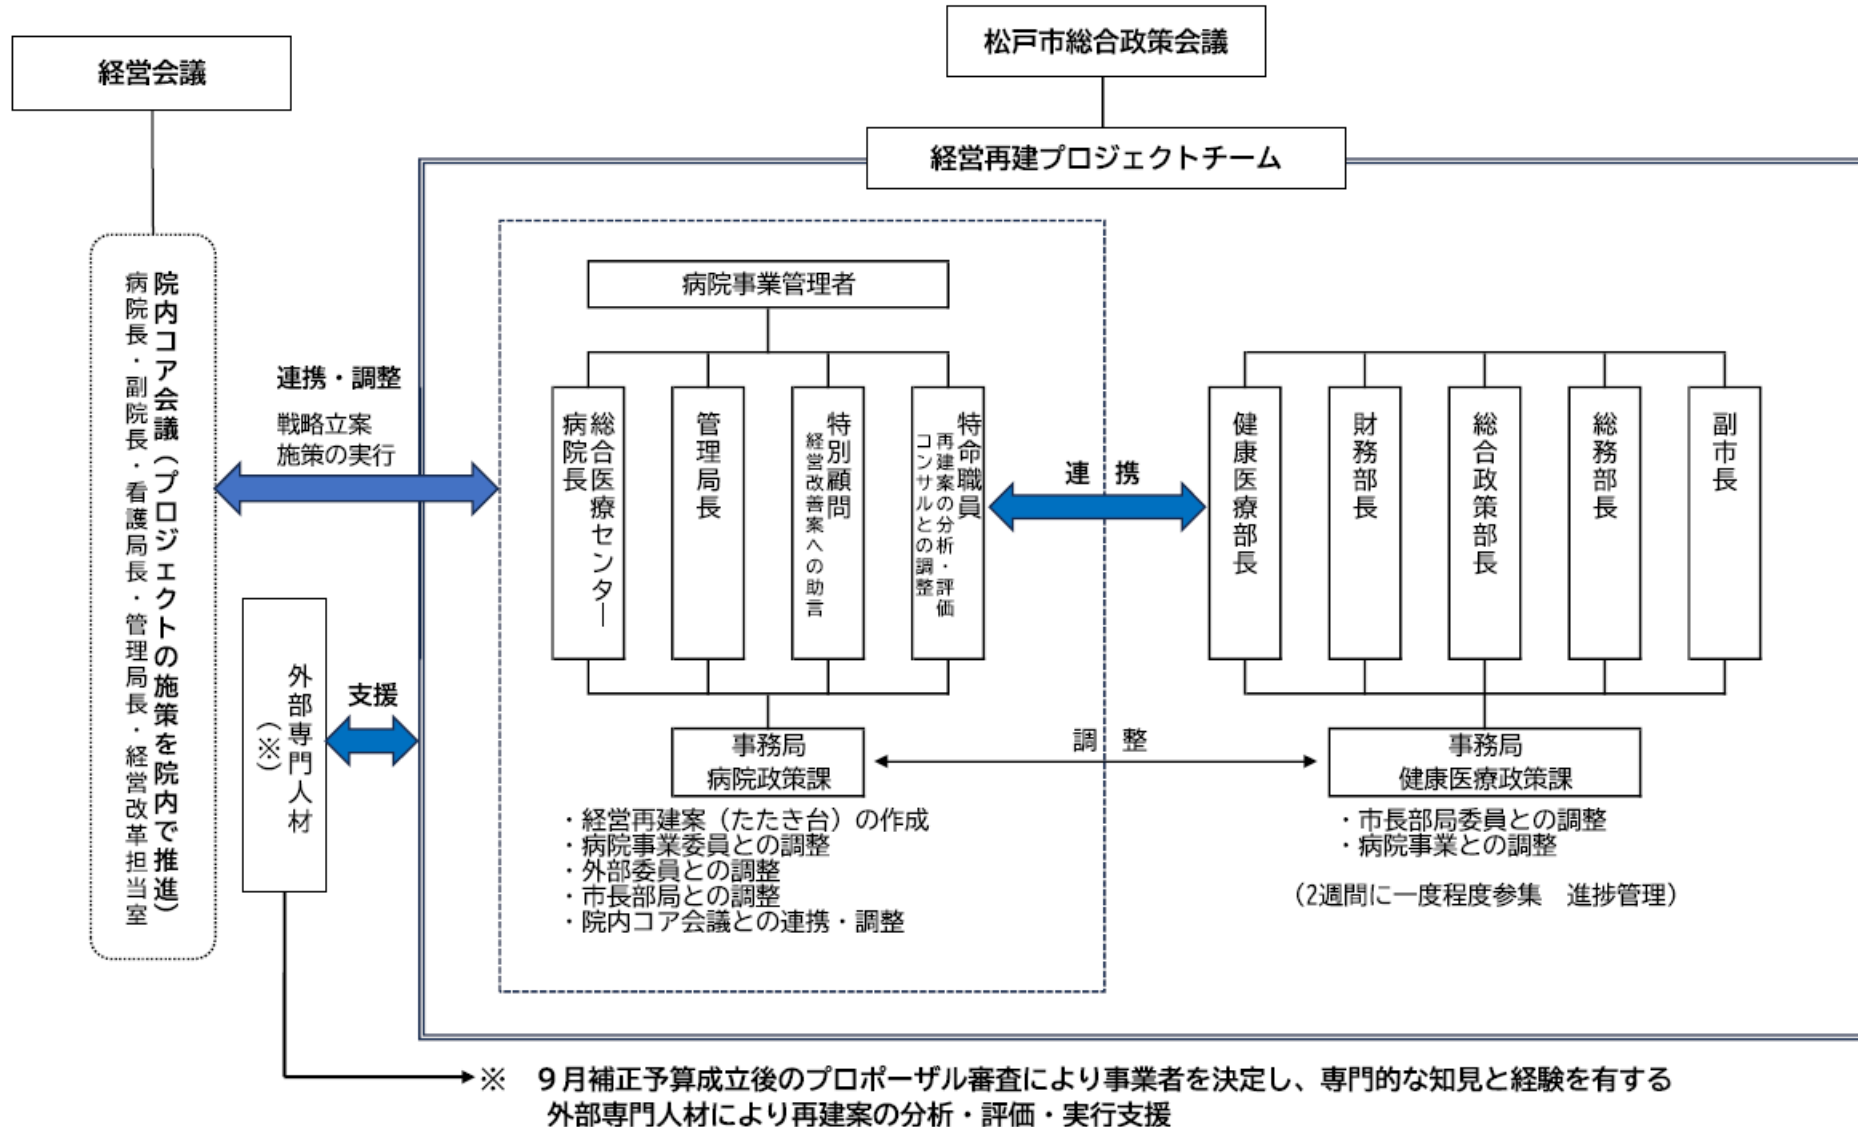 松戸市総合政策会議
経営会議
経営再建プロジェクトチーム
院内コア会議（プロジェクトの施策を院内で推進）
病院長・副院長・看護局長・管理局長・経営改革担当室
連携・調整
戦略立案
施策の実行
外部専門人材
（※）
支援
病院事業管理者
総合医療センター
病院長
管理局長
特別顧問
経営改善案への助言
特命職員
再建案の分析・評価
コンサルとの調整
連　携
健康医療部長
財務部長
総合政策部長
総務部長
副市長
事務局
病院政策課
調　整
事務局
健康医療政策課
・経営再建案（たたき台）の作成
・病院事業委員との調整
・外部委員との調整
・市長部局との調整
・院内コア会議との連携・調整
・市長部局委員との調整
・病院事業との調整
（2週間に一度程度参集　進捗管理）
※　９月補正予算成立後のプロポーザル審査により事業者を決定し、専門的な知見と経験を有する
外部専門人材により再建案の分析・評価・実行支援